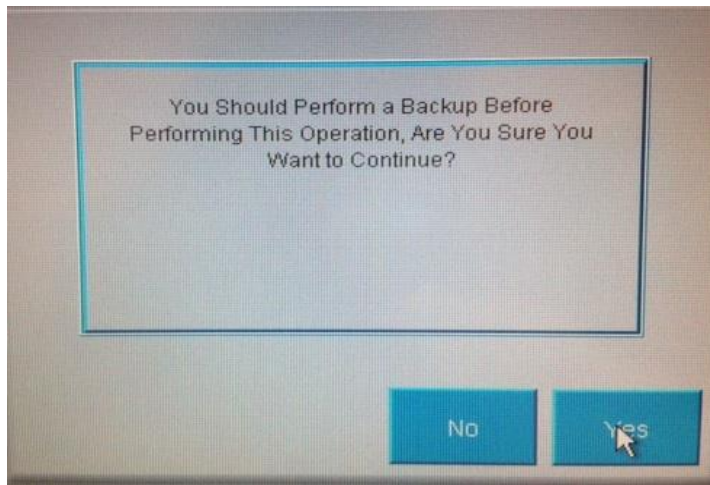 You Should Perform a Backup Before
Performing This Operation, Are You Sure You
Want to Continue?
No
Yes